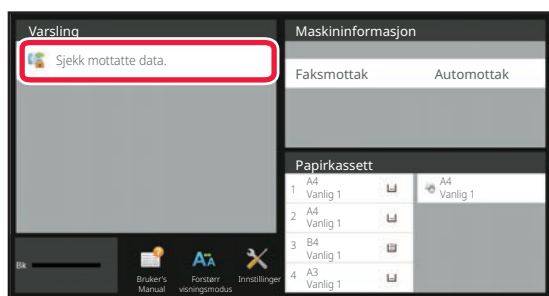 Varsling
Sjekk mottatte data.
Maskininformasjon
Faksmottak Automottak
Papirkassett
1 A4
Vanlig 1
2 A4
Vanlig 1
3 B4
Vanlig 1
4 A3
Vanlig 1
A4
Vanlig 1
Bk
Bruker's
Manual
Forstørr
visningsmodus
Innstillinger